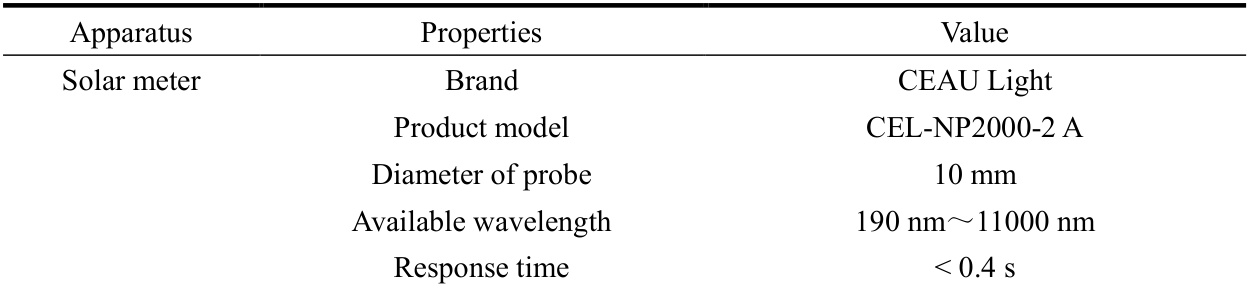 Apparatus Properties Value
Solar meter Brand CEAU Light
Product model CEL-NP2000-2 A
Diameter of probe 10 mm
Available wavelength 190 nm～11000 nm
Response time < 0.4 s